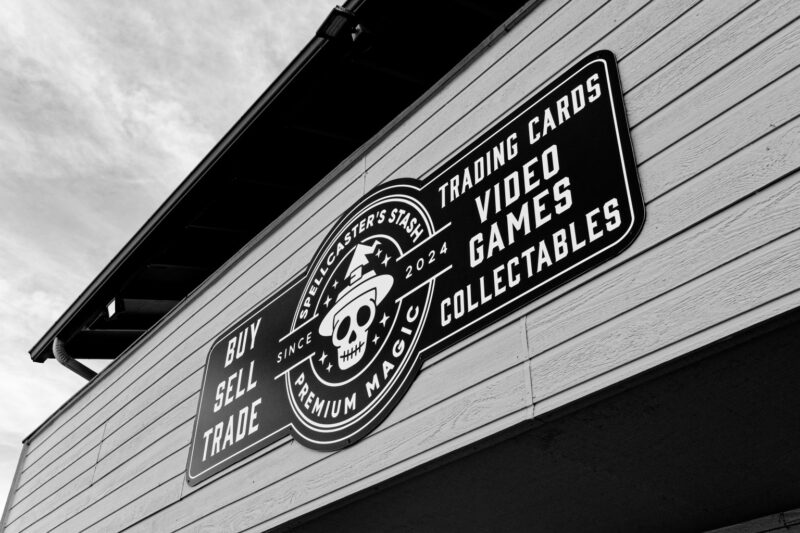 BUY
SELL
TRADE
SPELLCASTER'S STASH
SINCE 2024
PREMIUM MAGIC
TRADING CARDS
VIDEO
GAMES
COLLECTABLES